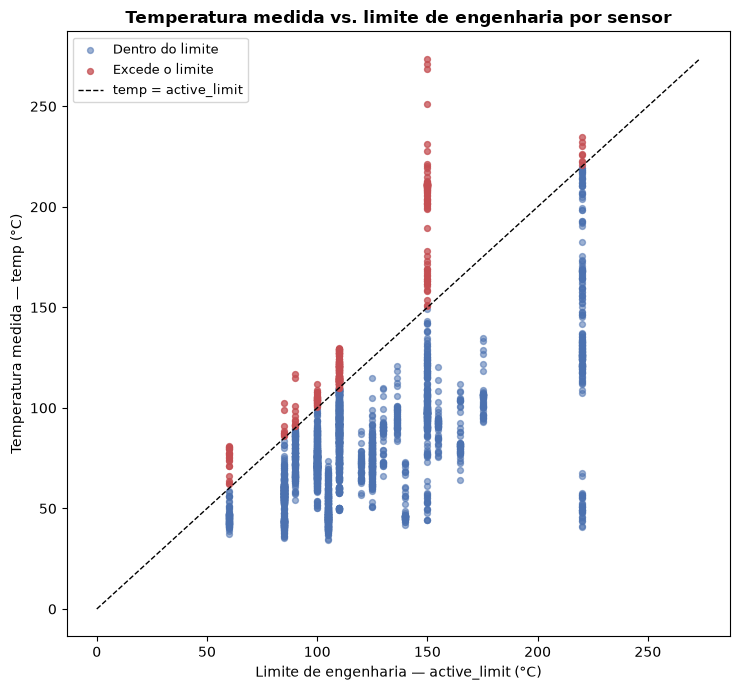 Temperatura medida vs. limite de engenharia por sensor
Dentro do limite
Excede o limite
temp = active_limit
250
200
150
100
50
0
Temperatura medida — temp (°C)
0 50 100 150 200 250
Limite de engenharia — active_limit (°C)